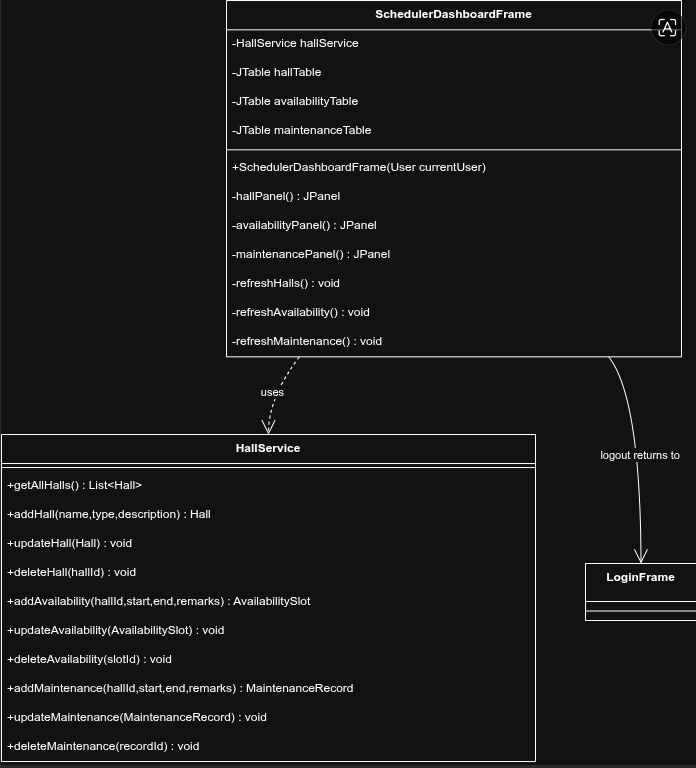 SchedulerDashboardFrame
-HallService hallService
-JTable hallTable
-JTable availabilityTable
-JTable maintenanceTable
+SchedulerDashboardFrame(User currentUser)
-hallPanel() : JPanel
-availabilityPanel() : JPanel
-maintenancePanel() : JPanel
-refreshHalls() : void
-refreshAvailability() : void
-refreshMaintenance() : void
uses
logout returns to
HallService
+getAllHalls() : List<Hall>
+addHall(name,type,description) : Hall
+updateHall(Hall) : void
+deleteHall(hallId) : void
+addAvailability(hallId,start,end,remarks) : AvailabilitySlot
+updateAvailability(AvailabilitySlot) : void
+deleteAvailability(slotId) : void
+addMaintenance(hallId,start,end,remarks) : MaintenanceRecord
+updateMaintenance(MaintenanceRecord) : void
+deleteMaintenance(recordId) : void
LoginFrame